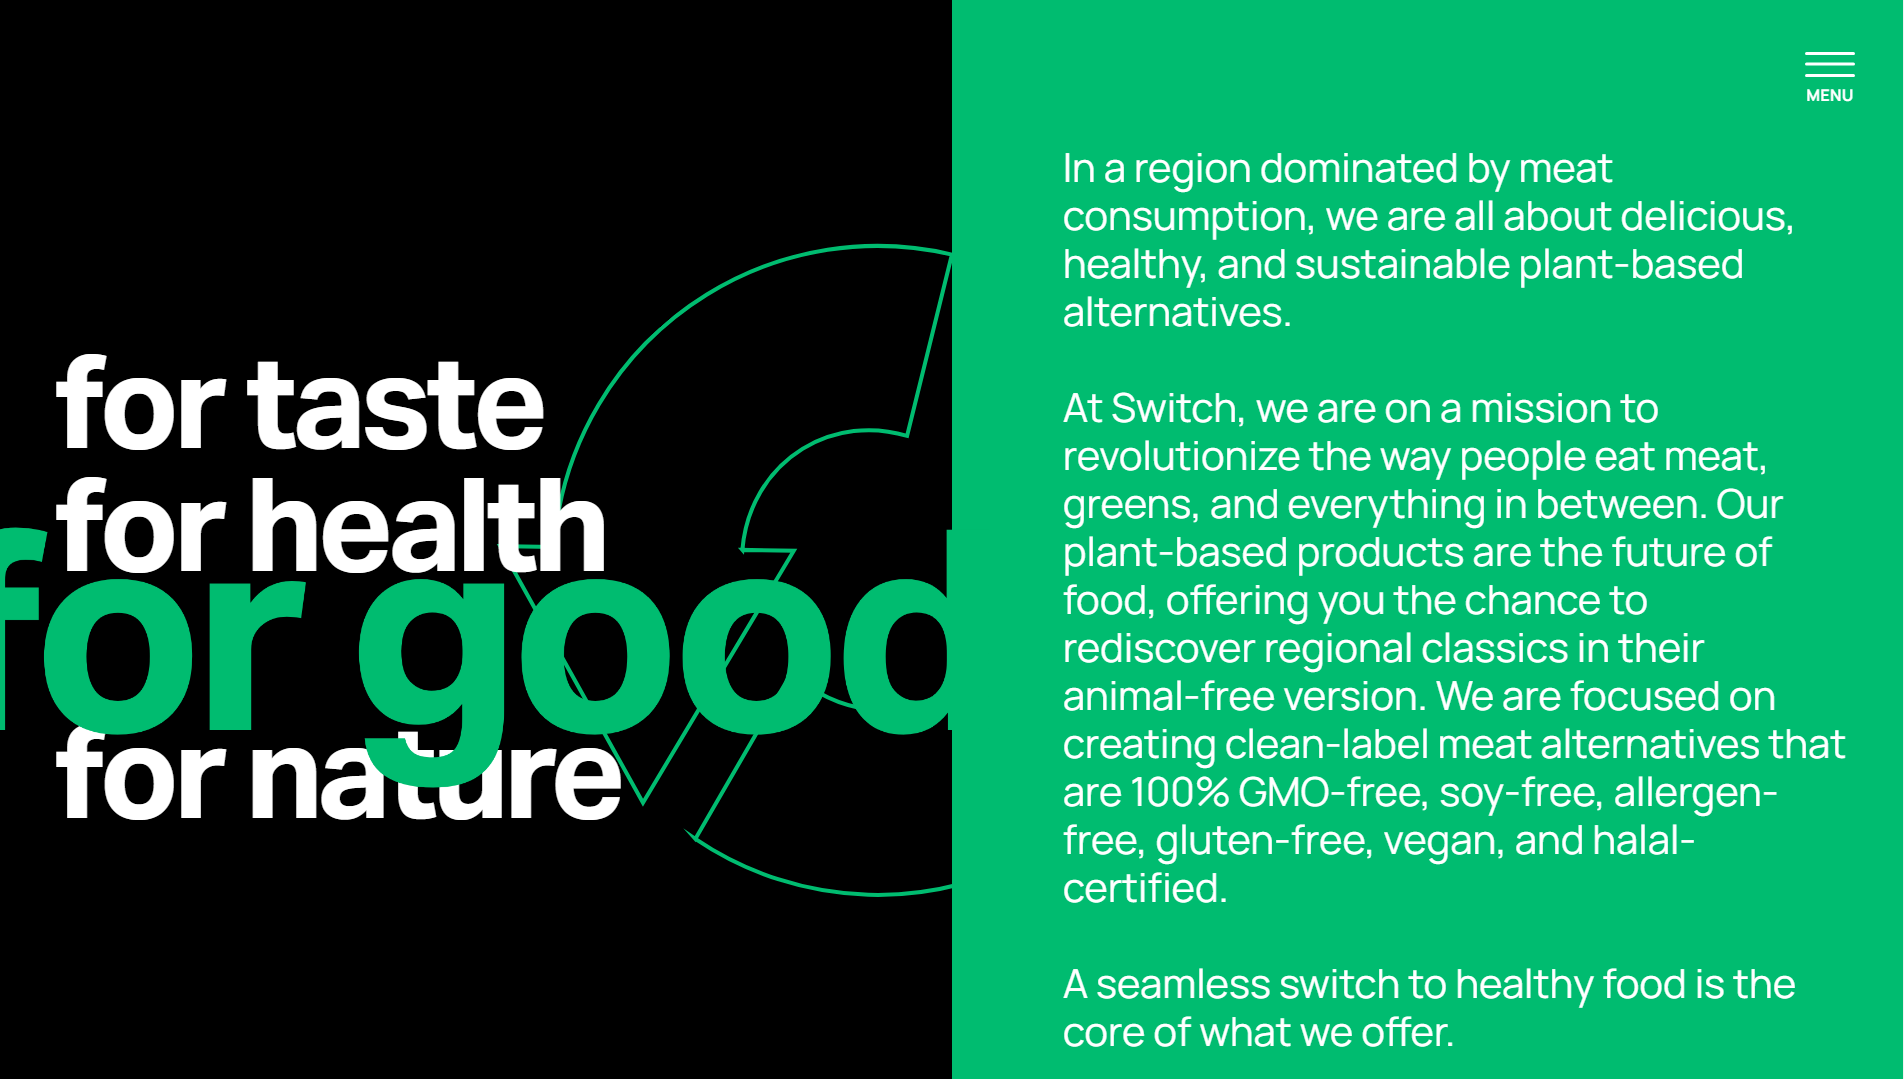 MENU
for taste
for health
for good
for nature
In a region dominated by meat
consumption, we are all about delicious,
healthy, and sustainable plant-based
alternatives.
At Switch, we are on a mission to
revolutionize the way people eat meat,
greens, and everything in between. Our
plant-based products are the future of
food, offering you the chance to
rediscover regional classics in their
animal-free version. We are focused on
creating clean-label meat alternatives that
are 100% GMO-free, soy-free, allergen-
free, gluten-free, vegan, and halal-
certified.
A seamless switch to healthy food is the
core of what we offer.